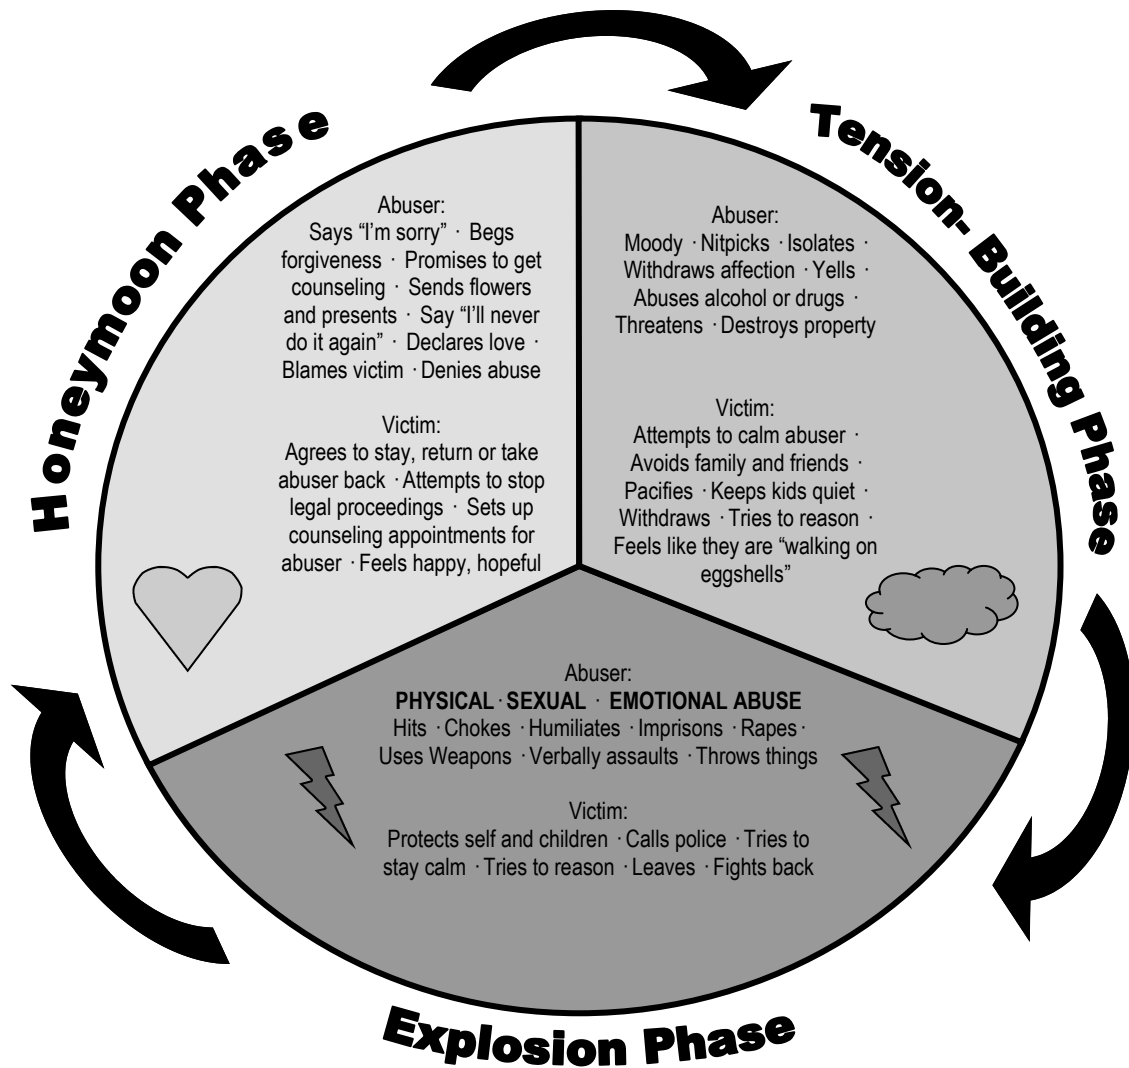 Honeymoon Phase
Abuser:
Says “I’m sorry” · Begs
forgiveness · Promises to get
counseling · Sends flowers
and presents · Say “I’ll never
do it again” · Declares love ·
Blames victim · Denies abuse
Victim:
Agrees to stay, return or take
abuser back · Attempts to stop
legal proceedings · Sets up
counseling appointments for
abuser · Feels happy, hopeful
Tension- Building Phase
Abuser:
Moody · Nitpicks · Isolates ·
Withdraws affection · Yells ·
Abuses alcohol or drugs ·
Threatens · Destroys property
Victim:
Attempts to calm abuser ·
Avoids family and friends ·
Pacifies · Keeps kids quiet ·
Withdraws · Tries to reason ·
Feels like they are “walking on
eggshells”
Abuser:
PHYSICAL · SEXUAL · EMOTIONAL ABUSE
Hits · Chokes · Humiliates · Imprisons · Rapes ·
Uses Weapons · Verbally assaults · Throws things
Victim:
Protects self and children · Calls police · Tries to
stay calm · Tries to reason · Leaves · Fights back
Explosion Phase